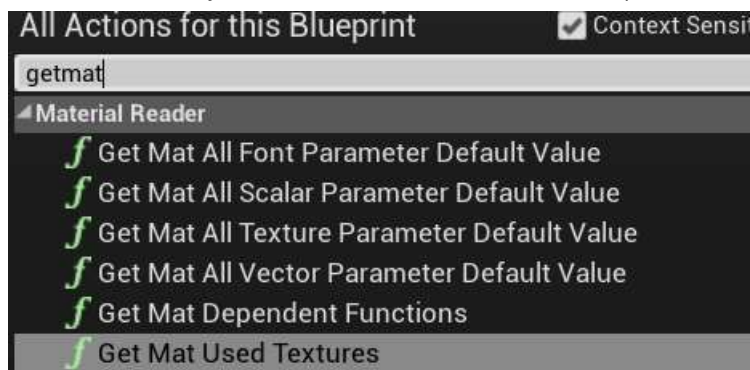 All Actions for this Blueprint Context Sensit
getmat
Material Reader
f Get Mat All Font Parameter Default Value
f Get Mat All Scalar Parameter Default Value
f Get Mat All Texture Parameter Default Value
f Get Mat All Vector Parameter Default Value
f Get Mat Dependent Functions
f Get Mat Used Textures